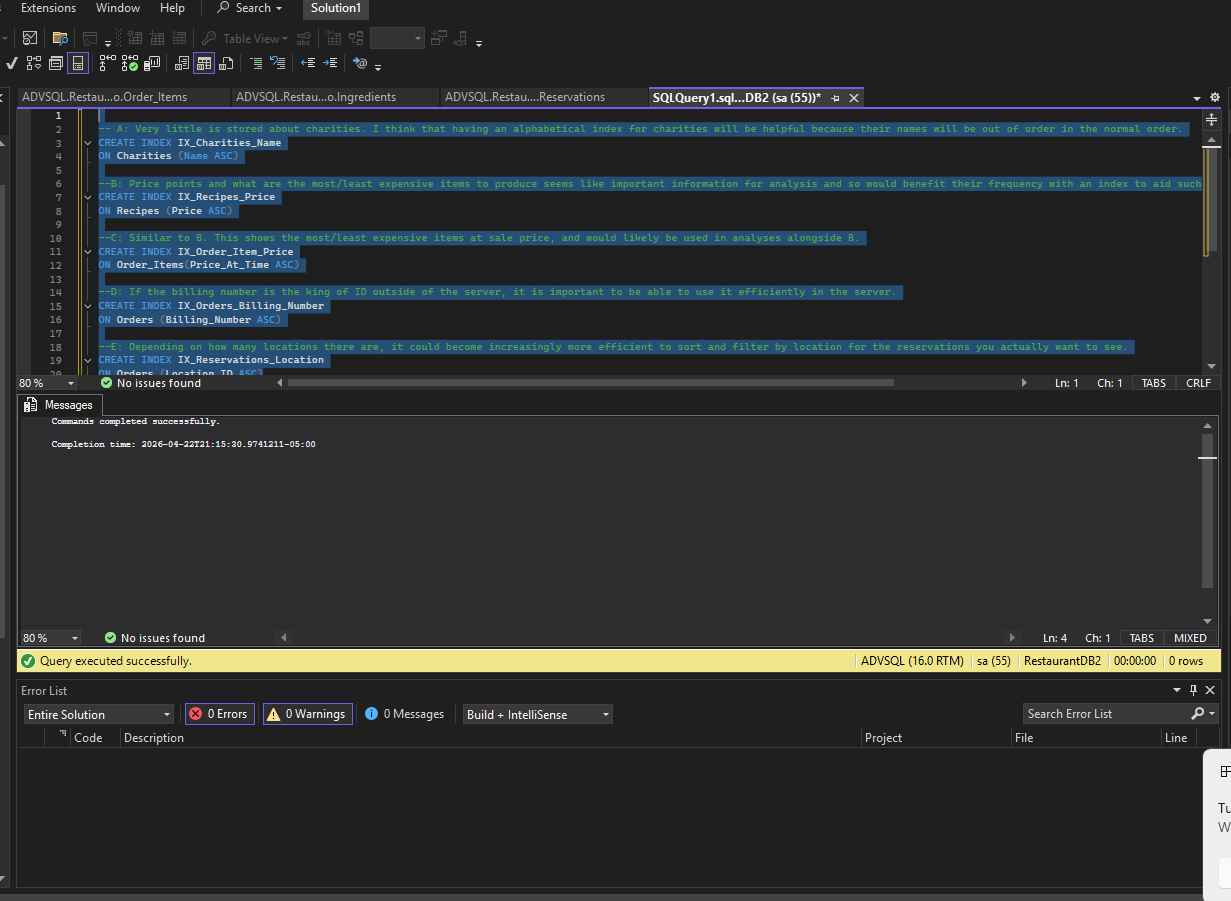 Extensions Window Help Search Solution1
Table View
ADVSQL.Restau...o.Order_Items ADVSQL.Restau...o.Ingredients ADVSQL.Restau....Reservations SQLQuery1.sql...DB2 (sa (55))*
1
2 -- A: Very little is stored about charities. I think that having an alphabetical index for charities will be helpful because their names will be out of order in the normal order.
3 CREATE INDEX IX_Charities_Name
4 ON Charities (Name ASC)
5
6 --B: Price points and what are the most/least expensive items to produce seems like important information for analysis and so would benefit their frequency with an index to aid such
7 CREATE INDEX IX_Recipes_Price
8 ON Recipes (Price ASC)
9
10 --C: Similar to B. This shows the most/least expensive items at sale price, and would likely be used in analyses alongside B.
11 CREATE INDEX IX_Order_Item_Price
12 ON Order_Items(Price_At_Time ASC)
13
14 --D: If the billing number is the king of ID outside of the server, it is important to be able to use it efficiently in the server.
15 CREATE INDEX IX_Orders_Billing_Number
16 ON Orders (Billing_Number ASC)
17
18 --E: Depending on how many locations there are, it could become increasingly more efficient to sort and filter by location for the reservations you actually want to see.
19 CREATE INDEX IX_Reservations_Location
20 ON Orders (Location_ID ASC)
80 % No issues found Ln: 1 Ch: 1 TABS CRLF
Messages
Commands completed successfully.
Completion time: 2026-04-22T21:15:30.9741211-05:00
80 % No issues found Ln: 4 Ch: 1 TABS MIXED
Query executed successfully. ADVSQL (16.0 RTM) sa (55) RestaurantDB2 00:00:00 0 rows
Error List
Entire Solution 0 Errors 0 Warnings 0 Messages Build + IntelliSense Search Error List
Code Description Project File Line
Tu
W